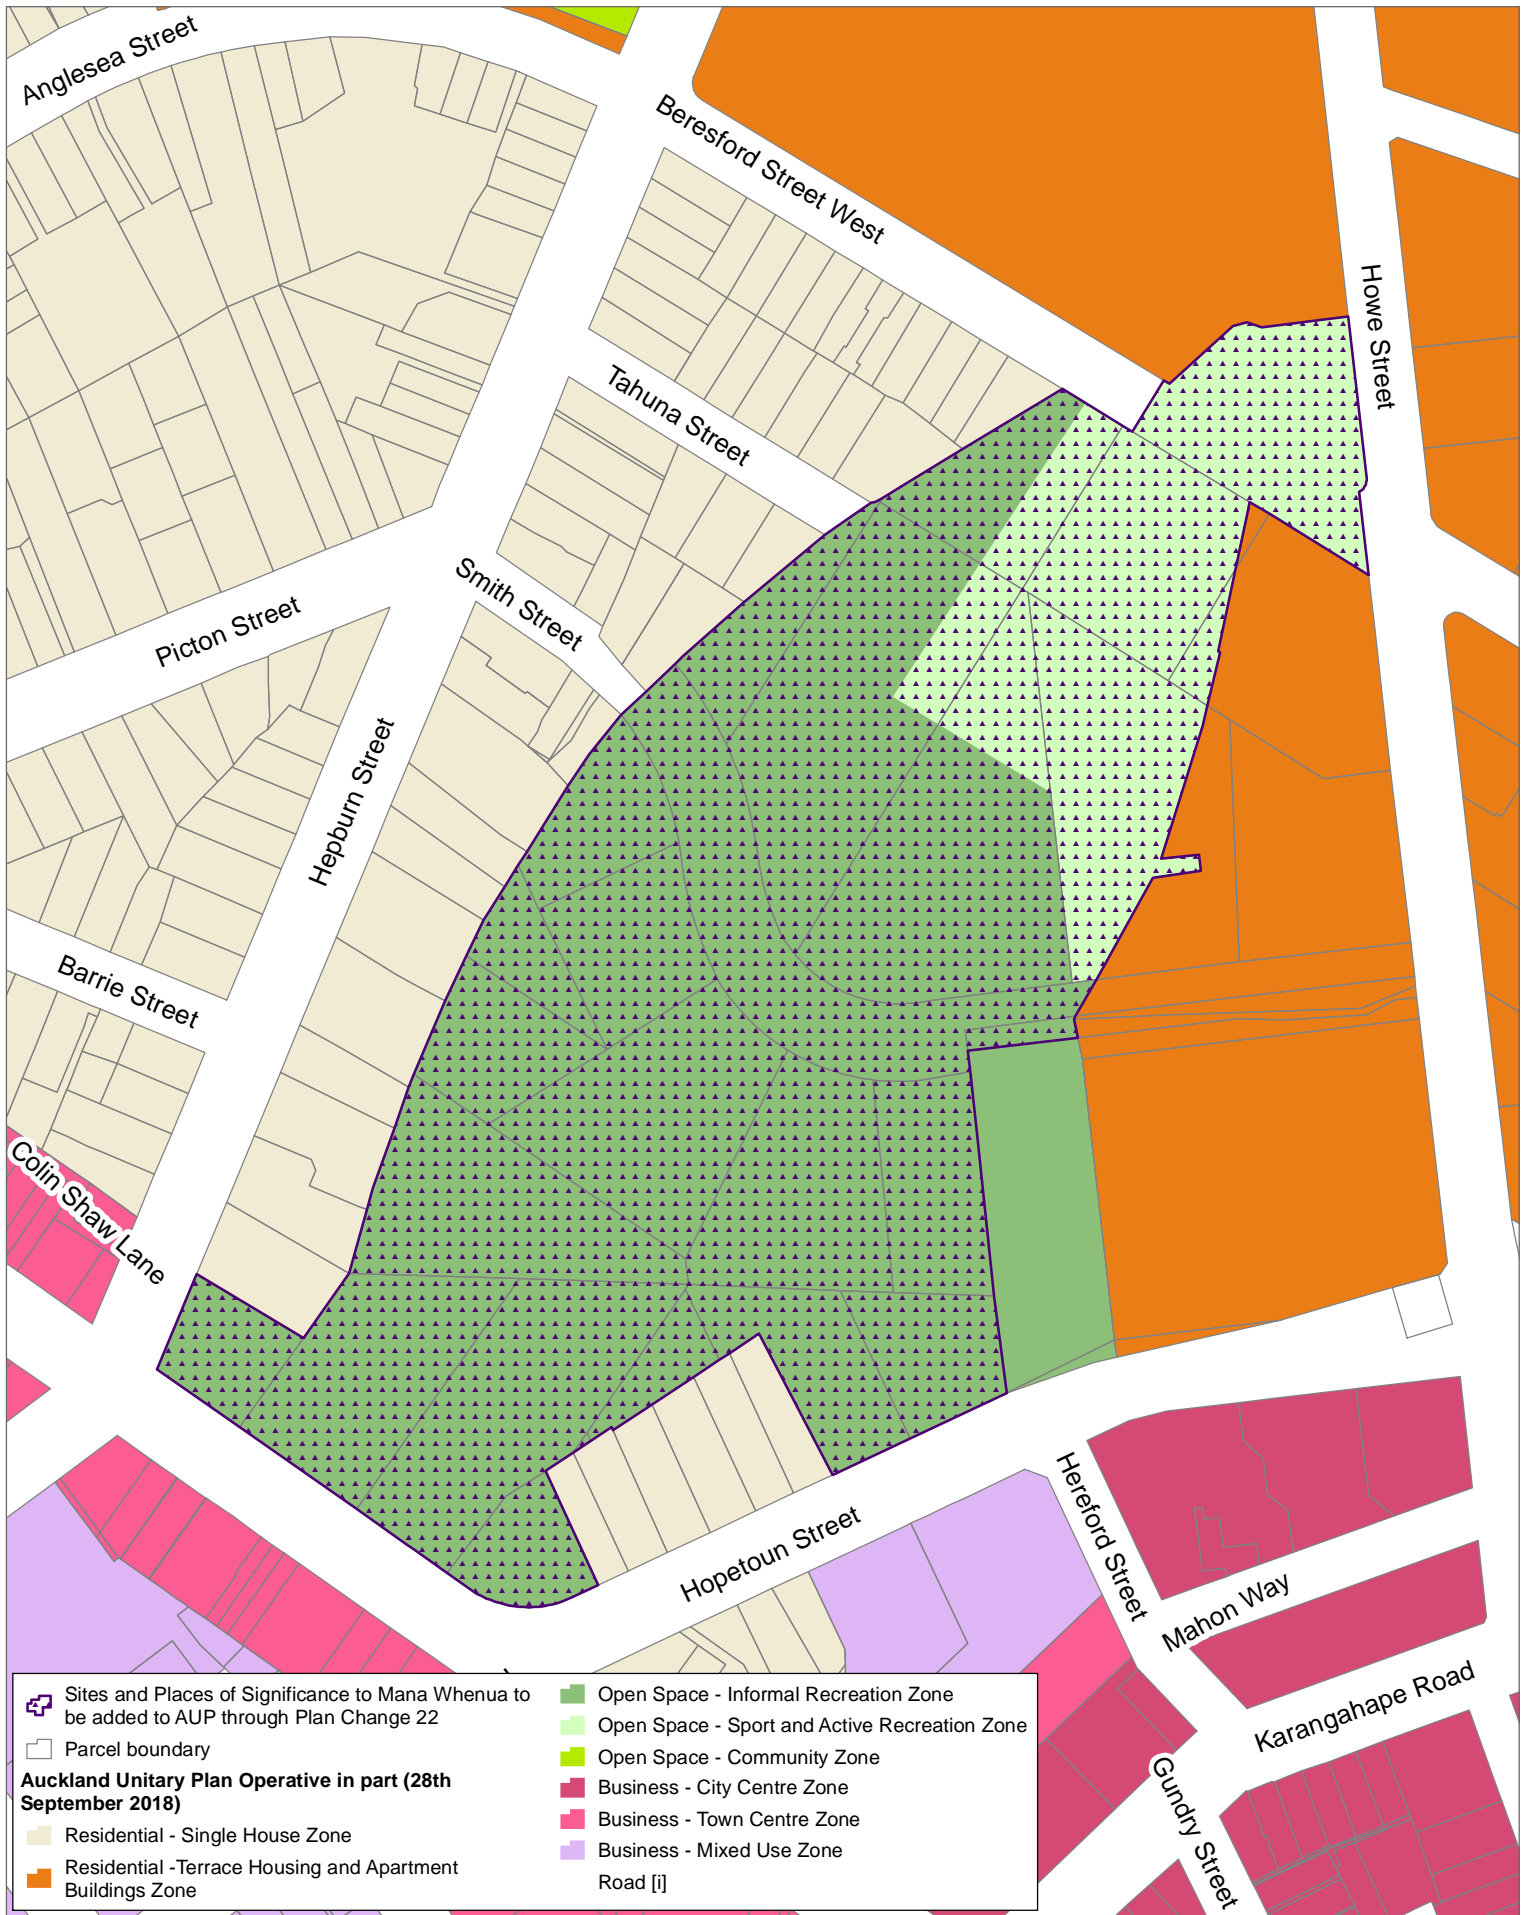 Anglesea Street
Beresford Street West
Howe Street
Tahuna Street
Smith Street
Picton Street
Hepburn Street
Barrie Street
Colin Shaw Lane
Hopetoun Street
Hereford Street
Mahon Way
Karangahape Road
Gundry Street
Sites and Places of Significance to Mana Whenua to
be added to AUP through Plan Change 22
Parcel boundary
Auckland Unitary Plan Operative in part (28th
September 2018)
Residential - Single House Zone
Residential -Terrace Housing and Apartment
Buildings Zone
Open Space - Informal Recreation Zone
Open Space - Sport and Active Recreation Zone
Open Space - Community Zone
Business - City Centre Zone
Business - Town Centre Zone
Business - Mixed Use Zone
Road [i]